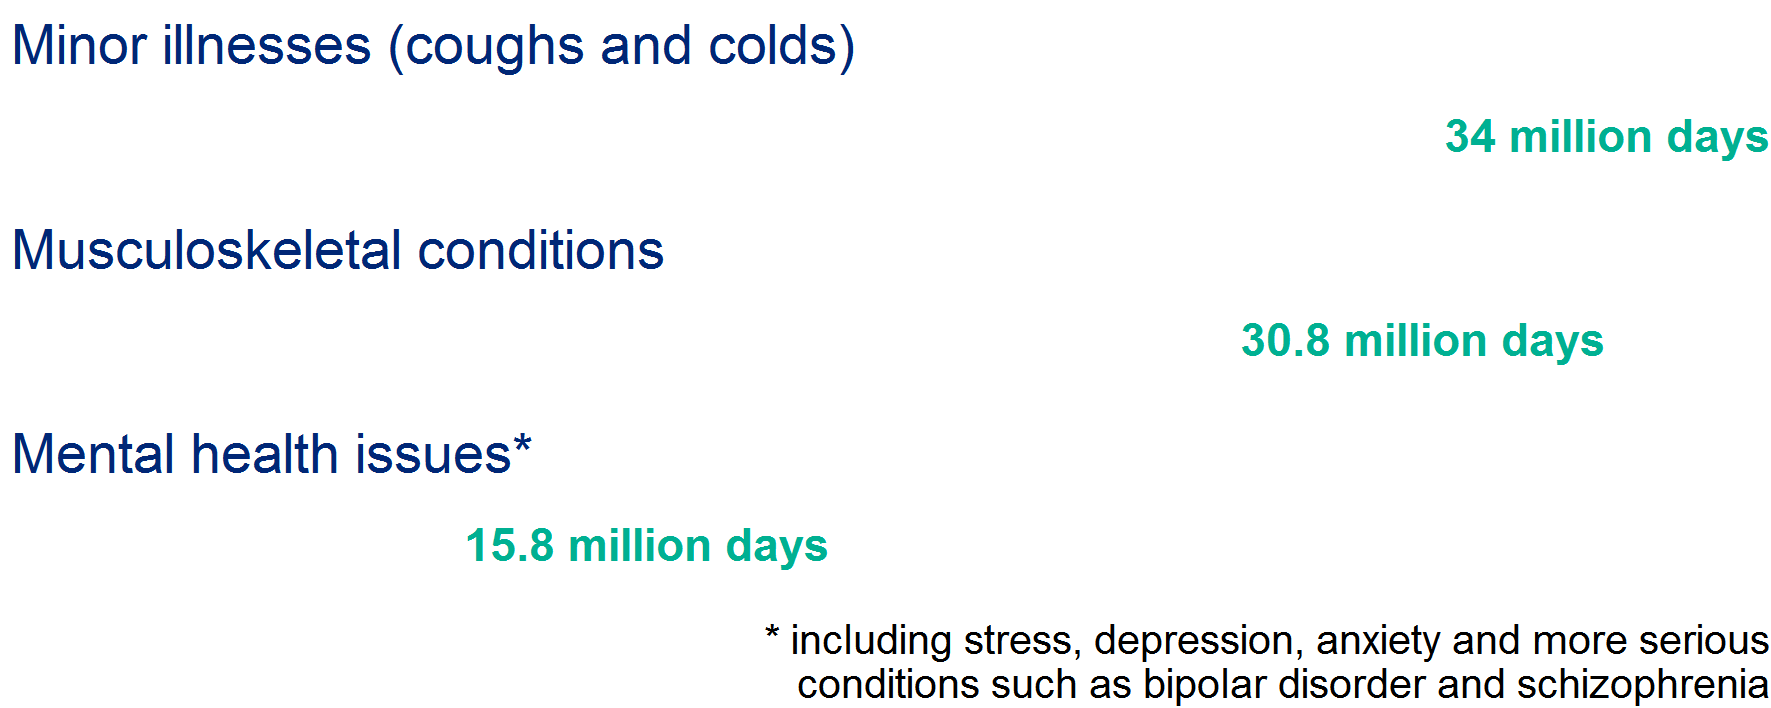 Minor illnesses (coughs and colds)
34 million days
Musculoskeletal conditions
30.8 million days
Mental health issues*
15.8 million days
* including stress, depression, anxiety and more serious
conditions such as bipolar disorder and schizophrenia